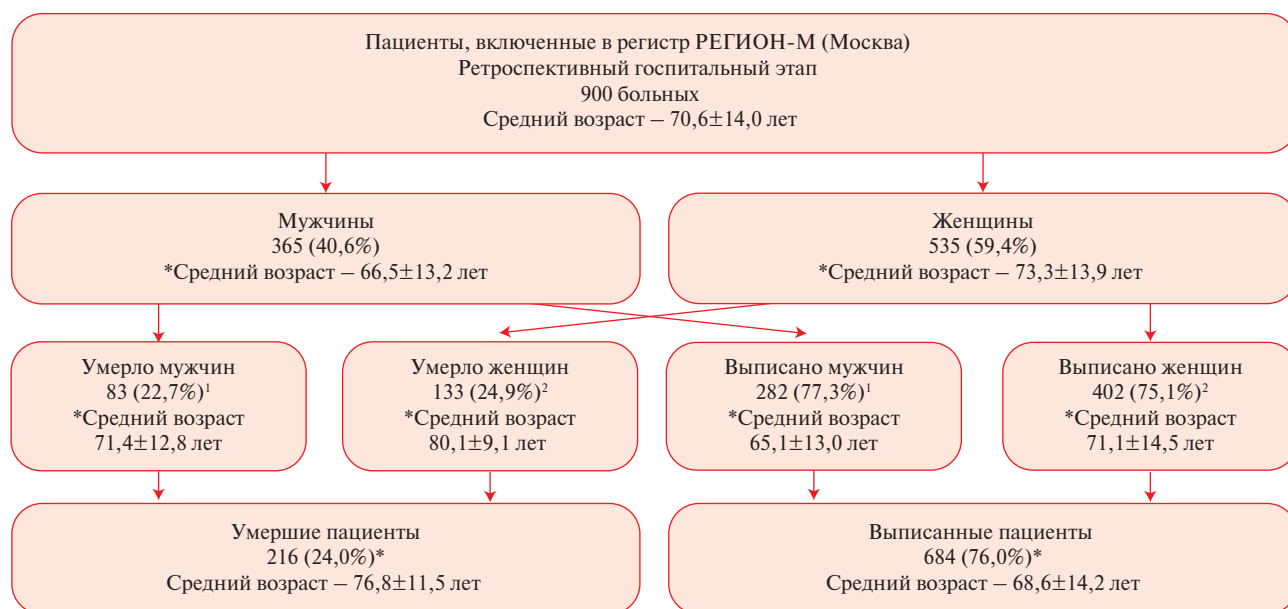 Пациенты, включенные в регистр РЕГИОН-М (Москва)
Ретроспективный госпитальный этап
900 больных
Средний возраст – 70,6±14,0 лет
Мужчины
365 (40,6%)
*Средний возраст – 66,5±13,2 лет
Женщины
535 (59,4%)
*Средний возраст – 73,3±13,9 лет
Умерло мужчин
83 (22,7%)¹
*Средний возраст
71,4±12,8 лет
Умерло женщин
133 (24,9%)²
*Средний возраст
80,1±9,1 лет
Выписано мужчин
282 (77,3%)¹
*Средний возраст
65,1±13,0 лет
Выписано женщин
402 (75,1%)²
*Средний возраст
71,1±14,5 лет
Умершие пациенты
216 (24,0%)*
Средний возраст – 76,8±11,5 лет
Выписанные пациенты
684 (76,0%)*
Средний возраст – 68,6±14,2 лет